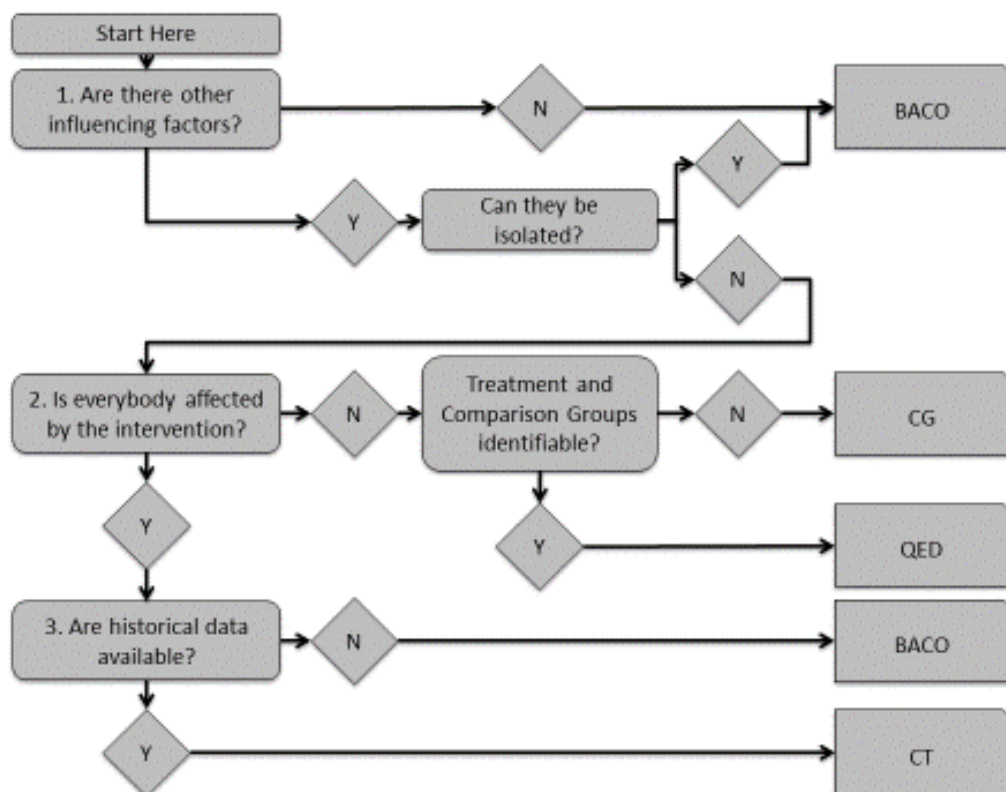 Start Here
1. Are there other
influencing factors?
N
BACO
Y
Y
Can they be
isolated?
N
2. Is everybody affected
by the intervention?
N
Treatment and
Comparison Groups
identifiable?
N
CG
Y
Y
QED
3. Are historical data
available?
N
BACO
Y
CT